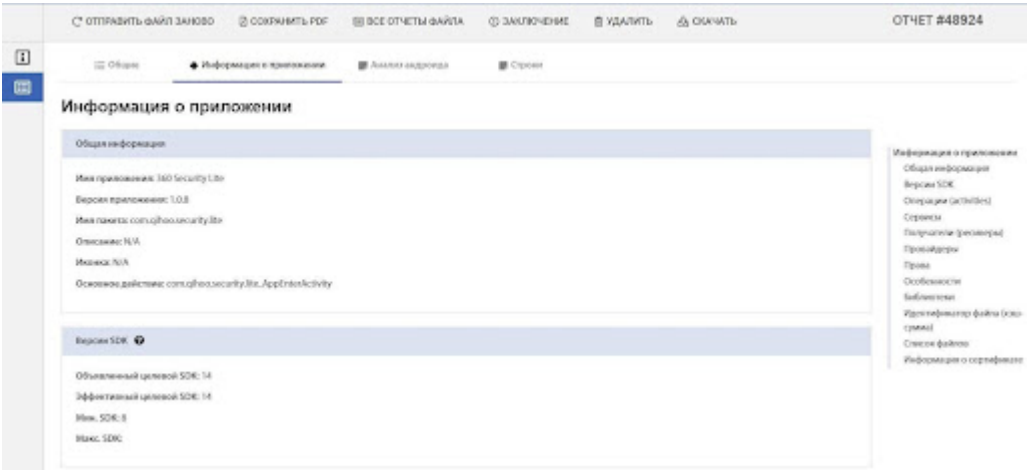 ОТПРАВИТЬ ФАЙЛ ЗАНОВО СОХРАНИТЬ PDF ВСЕ ОТЧЕТЫ ФАЙЛА ЗАКЛЮЧЕНИЕ УДАЛИТЬ СКАЧАТЬ ОТЧЕТ #48924
Общее Информация о приложении Анализ андроида Строки
Информация о приложении
Общая информация
Имя приложения: 360 Security Lite
Версия приложения: 1.0.8
Имя пакета: com.qihoo.security.lite
Описание: N/A
Иконка: N/A
Основное действие: com.qihoo.security.lite.AppEnterActivity
Версии SDK
Объявленный целевой SDK: 14
Эффективный целевой SDK: 14
Мин. SDK: 8
Макс. SDK:
Информация о приложении
Общая информация
Версии SDK
Операции (activities)
Сервисы
Получатели (ресиверы)
Провайдеры
Права
Особенности
Библиотеки
Идентификатор файла (хэш-
сумма)
Список файлов
Информация о сертификате